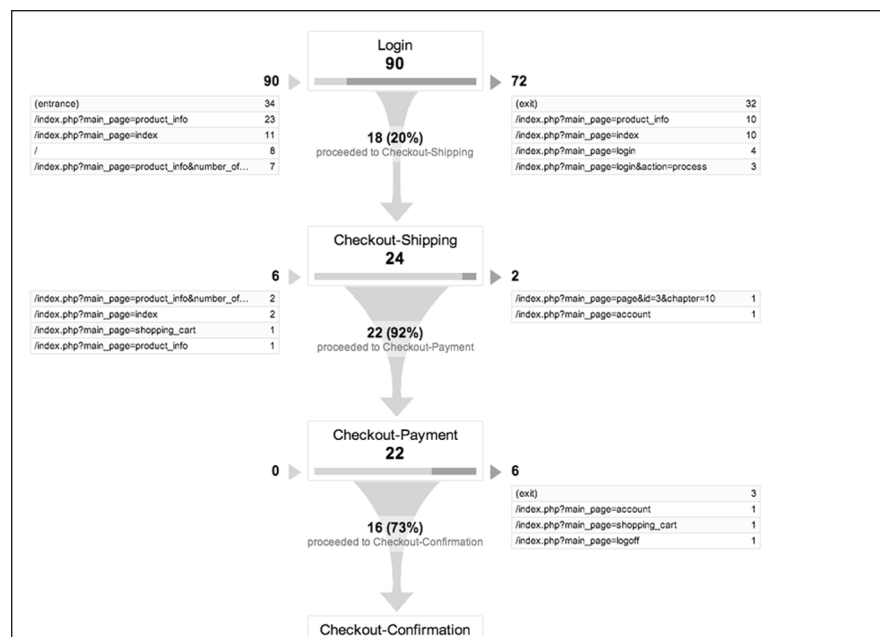 Login
90
90
72
(entrance) 34
/index.php?main_page=product_info 23
/index.php?main_page=index 11
/ 8
/index.php?main_page=product_info&number_of... 7
(exit) 32
/index.php?main_page=product_info 10
/index.php?main_page=index 10
/index.php?main_page=login 4
/index.php?main_page=login&action=process 3
18 (20%)
proceeded to Checkout-Shipping
Checkout-Shipping
24
6
2
/index.php?main_page=product_info&number_of... 2
/index.php?main_page=index 2
/index.php?main_page=shopping_cart 1
/index.php?main_page=product_info 1
/index.php?main_page=page&id=3&chapter=10 1
/index.php?main_page=account 1
22 (92%)
proceeded to Checkout-Payment
Checkout-Payment
22
0
6
(exit) 3
/index.php?main_page=account 1
/index.php?main_page=shopping_cart 1
/index.php?main_page=logoff 1
16 (73%)
proceeded to Checkout-Confirmation
Checkout-Confirmation